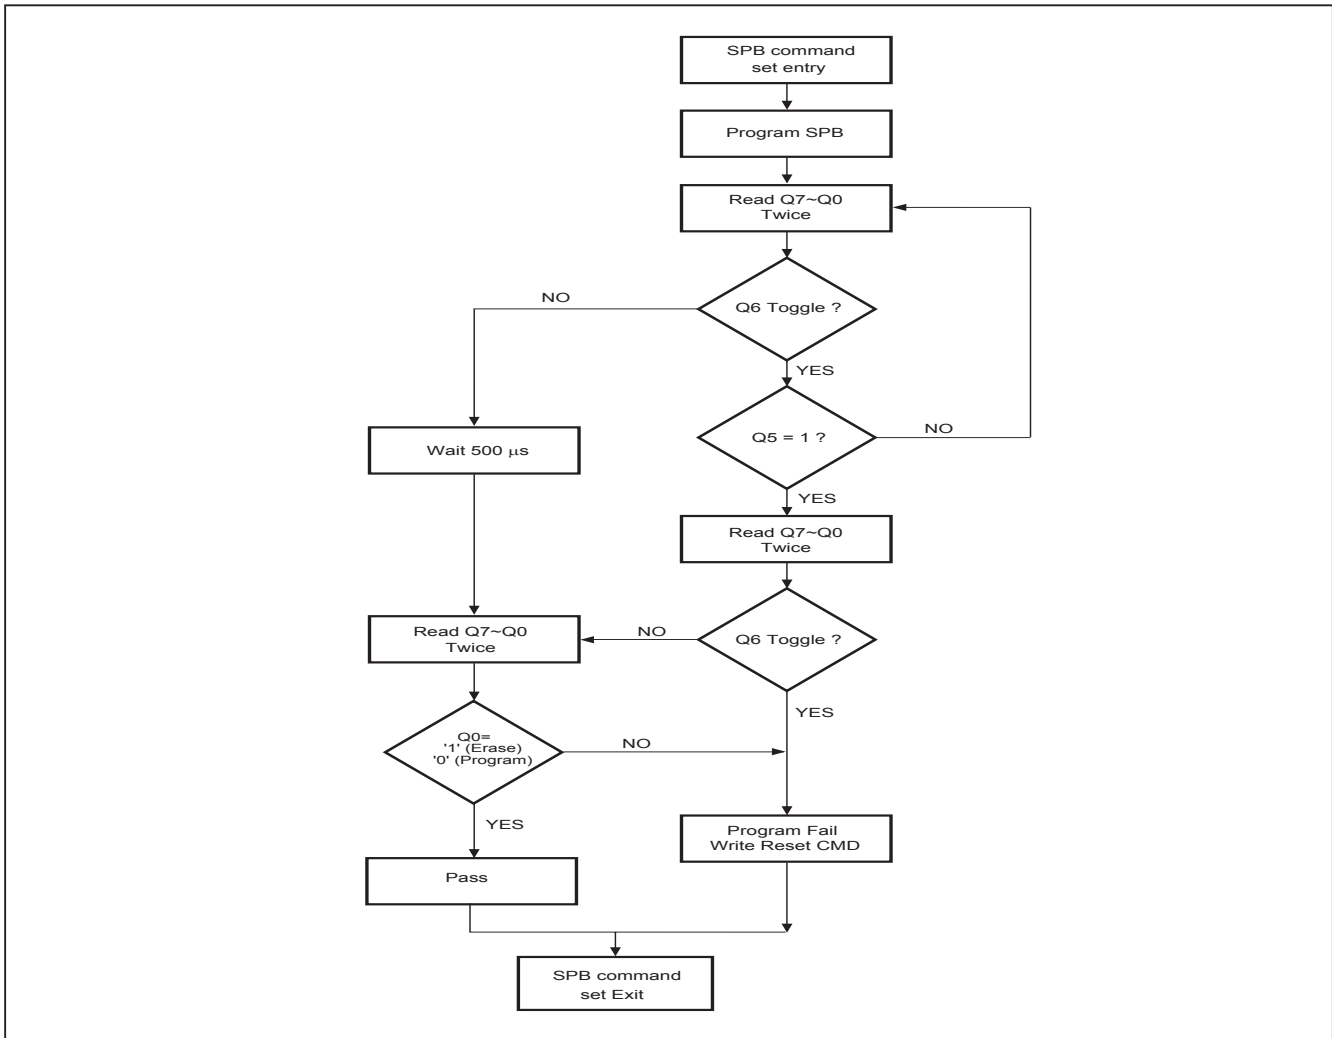 SPB command
set entry
Program SPB
Read Q7~Q0
Twice
NO
Q6 Toggle ?
YES
Wait 500 μs
Q5 = 1 ?
NO
YES
Read Q7~Q0
Twice
Read Q7~Q0
Twice
NO
Q6 Toggle ?
YES
Q0=
'1' (Erase)
'0' (Program)
NO
YES
Program Fail
Write Reset CMD
Pass
SPB command
set Exit